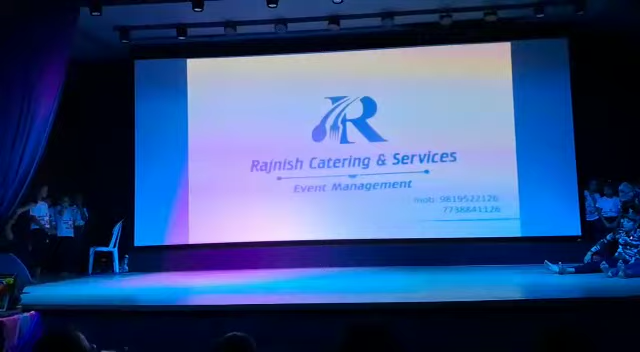 R
Rajnish Catering & Services
Event Management
mob: 9819522126
7738841126